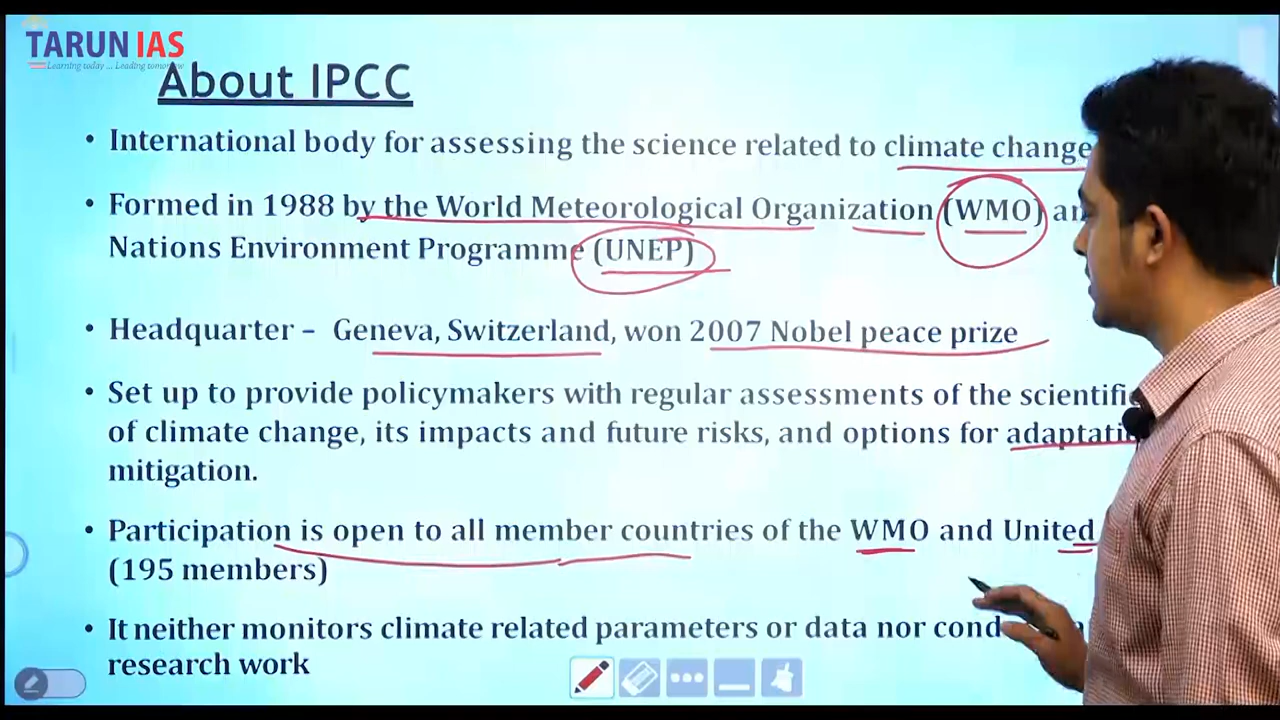 TARUN IAS
Learning today ... Leading tomorrow
About IPCC
• International body for assessing the science related to climate change
• Formed in 1988 by the World Meteorological Organization (WMO)
Nations Environment Programme (UNEP)
• Headquarter – Geneva, Switzerland, won 2007 Nobel peace prize
• Set up to provide policymakers with regular assessments of the
of climate change, its impacts and future risks, and options for
mitigation.
• Participation is open to all member countries of the WMO and United
(195 members)
• It neither monitors climate related parameters or data nor
research work